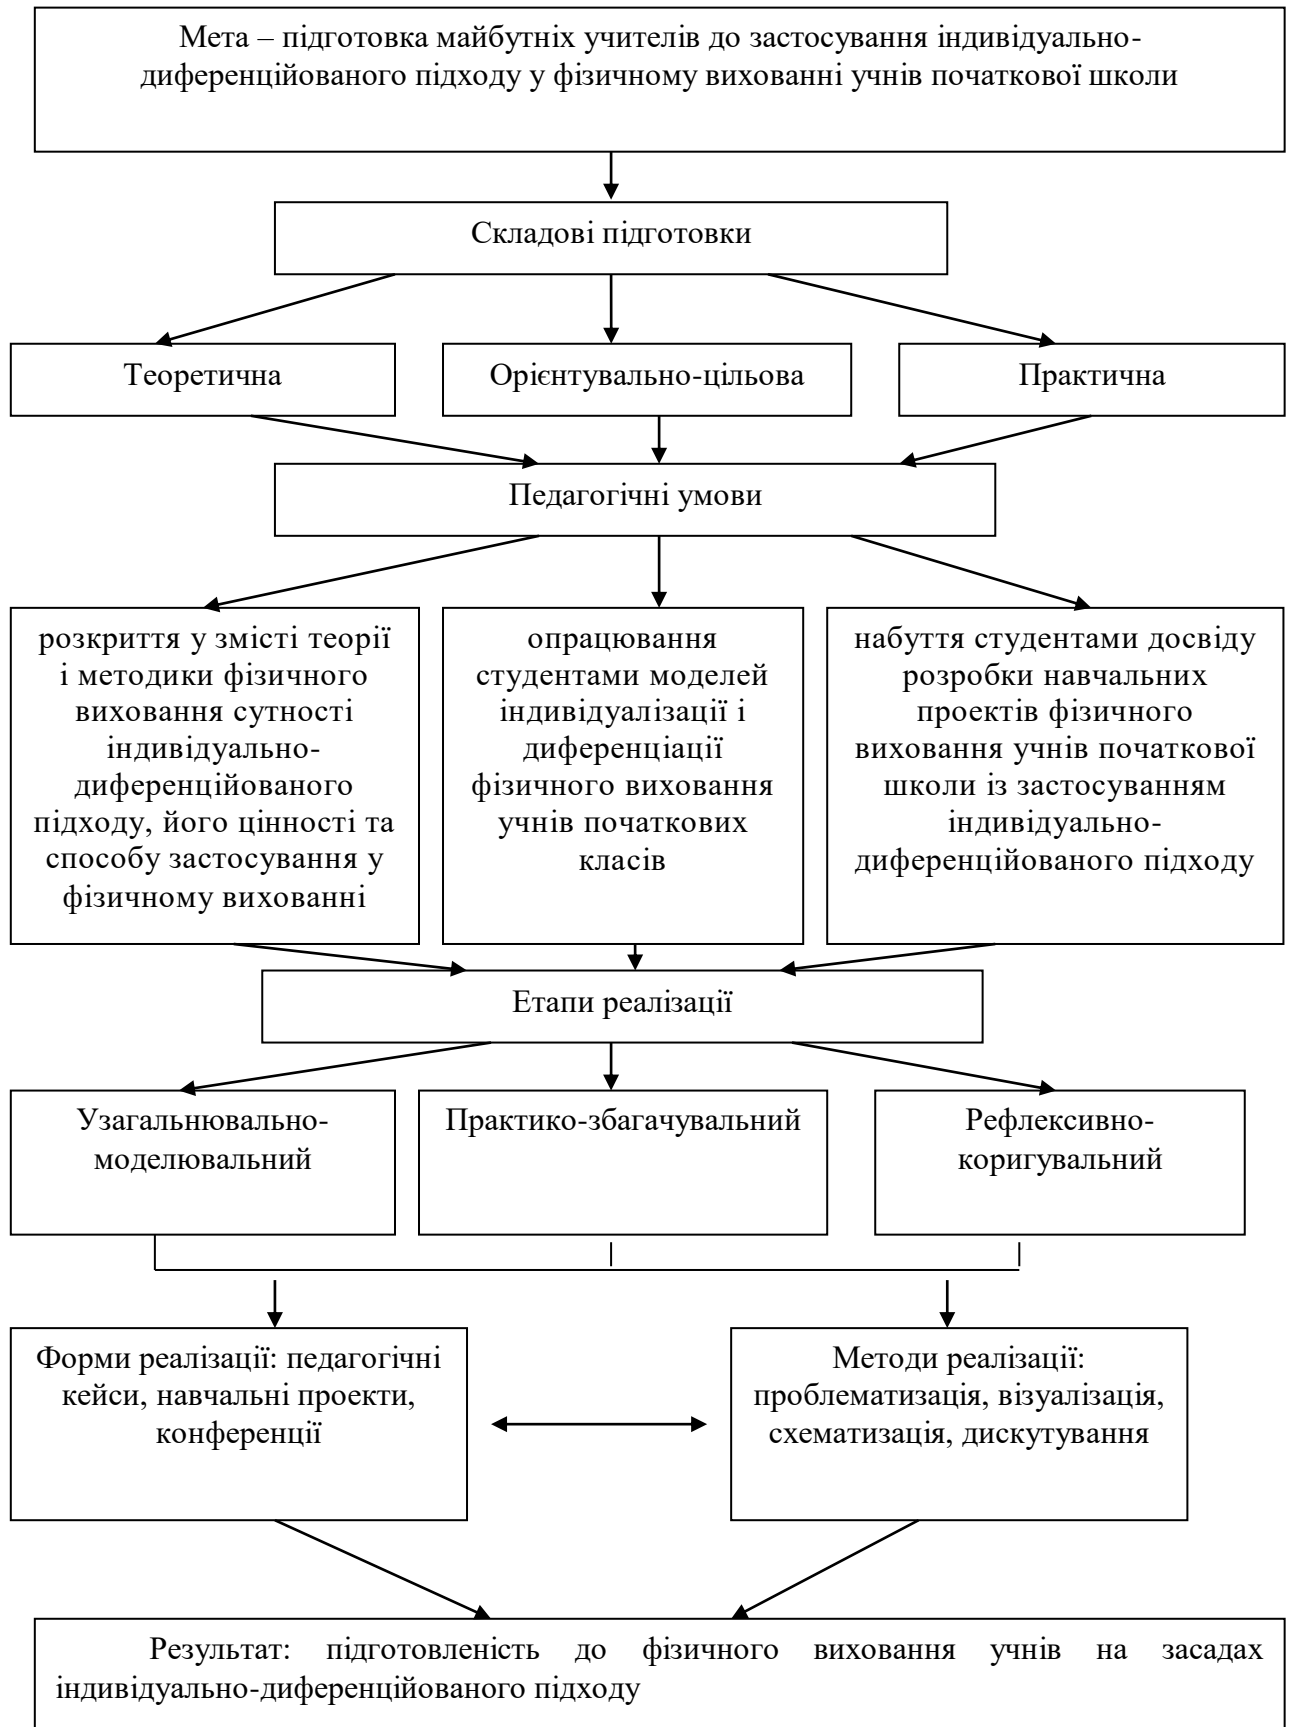 Мета – підготовка майбутніх учителів до застосування індивідуально-
диференційованого підходу у фізичному вихованні учнів початкової школи
Складові підготовки
Теоретична
Орієнтувально-цільова
Практична
Педагогічні умови
розкриття у змісті теорії
і методики фізичного
виховання сутності
індивідуально-
диференційованого
підходу, його цінності та
способу застосування у
фізичному вихованні
опрацювання
студентами моделей
індивідуалізації і
диференціації
фізичного виховання
учнів початкових
класів
набуття студентами досвіду
розробки навчальних
проектів фізичного
виховання учнів початкової
школи із застосуванням
індивідуально-
диференційованого підходу
Етапи реалізації
Узагальнювально-
моделювальний
Практико-збагачувальний
Рефлексивно-
коригувальний
Форми реалізації: педагогічні
кейси, навчальні проекти,
конференції
Методи реалізації:
проблематизація, візуалізація,
схематизація, дискутування
Результат: підготовленість до фізичного виховання учнів на засадах
індивідуально-диференційованого підходу